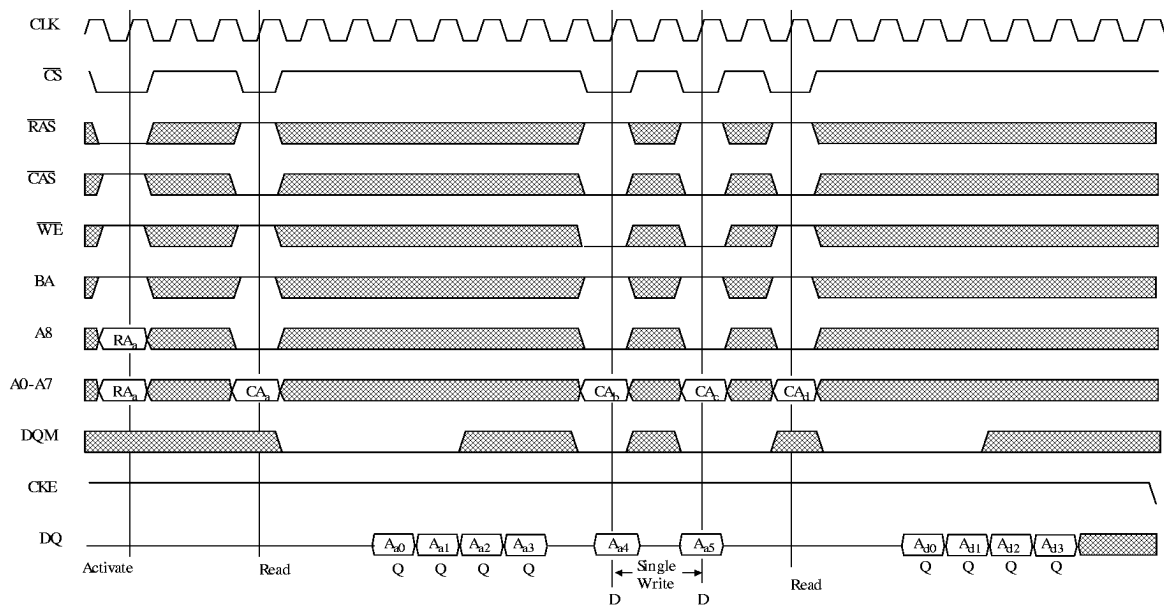 CLK
CS
RAS
CAS
WE
BA
A8 RAa
A0-A7 RAa CAa CAb CAc CAd
DQM
CKE
DQ Aa0 Aa1 Aa2 Aa3 Aa4 Aa5 Ad0 Ad1 Ad2 Ad3
Activate Read Q Q Q Q Single Write Read Q Q Q Q
D D